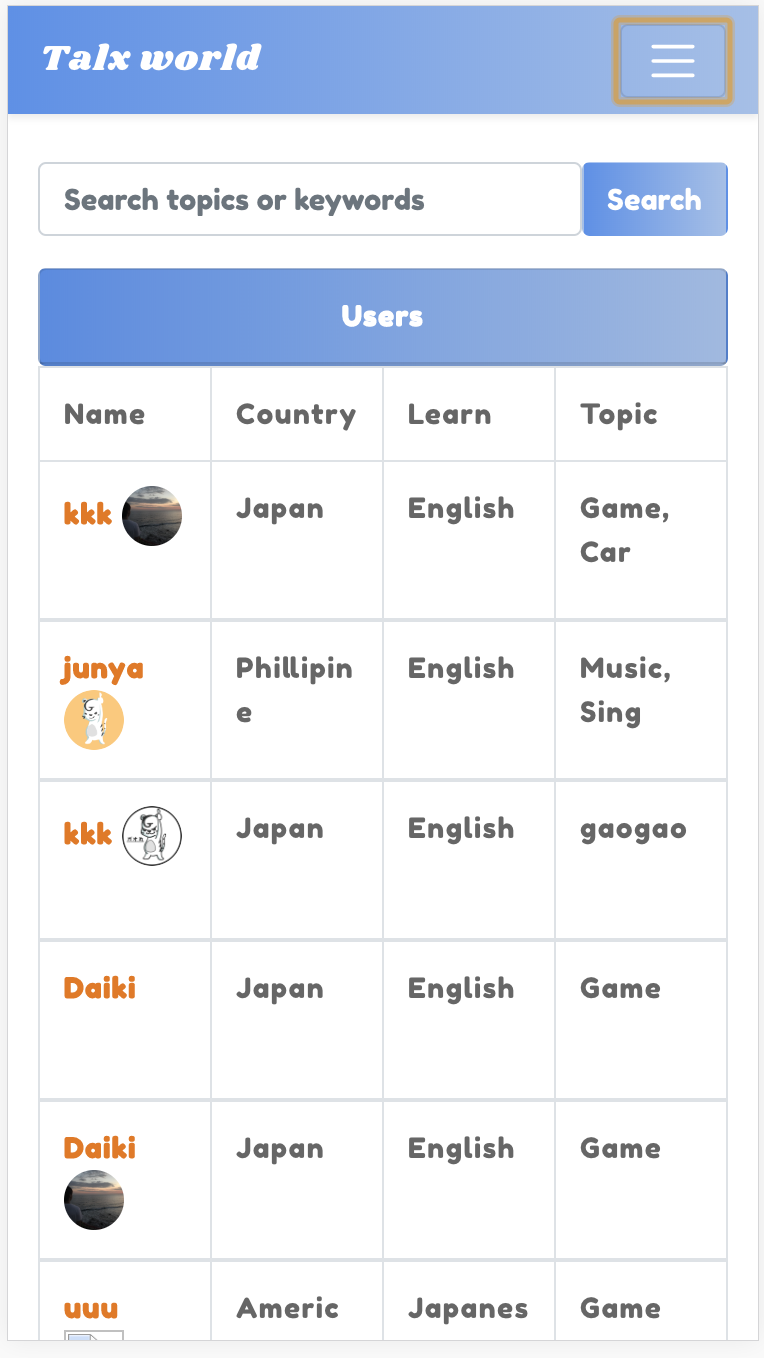 Talx world
Search topics or keywords
Search
Users
Name Country Learn Topic
kkk Japan English Game,
Car
junya Phillipin English Music,
e Sing
kkk Japan English gaogao
Daiki Japan English Game
Daiki Japan English Game
uuu Americ Japanes Game